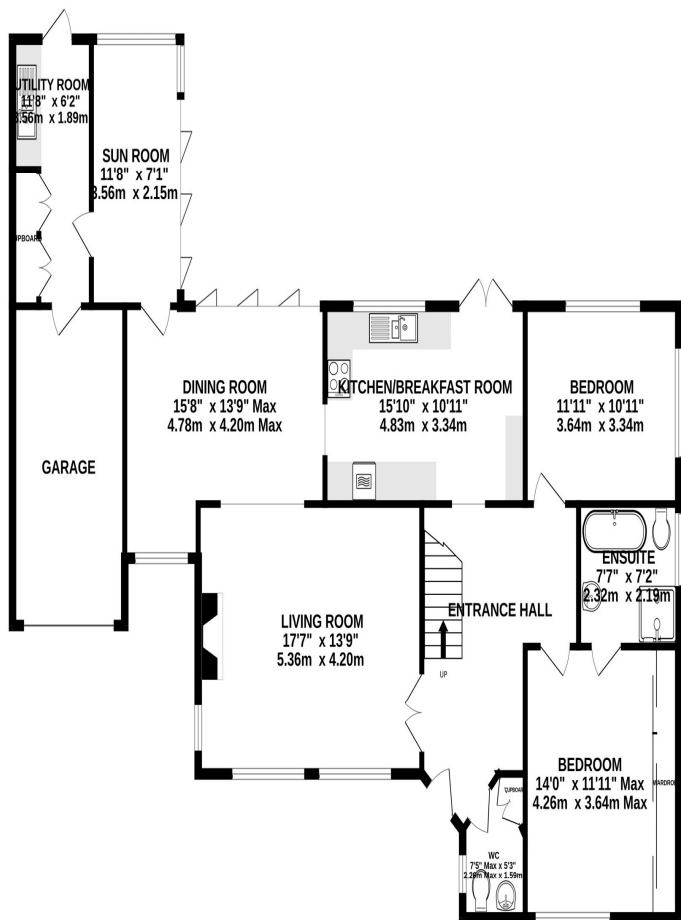 UTILITY ROOM
11'8" x 6'2"
3.56m x 1.89m
SUN ROOM
11'8" x 7'1"
3.56m x 2.15m
CUPBOARD
DINING ROOM
15'8" x 13'9" Max
4.78m x 4.20m Max
KITCHEN/BREAKFAST ROOM
15'10" x 10'11"
4.83m x 3.34m
BEDROOM
11'11" x 10'11"
3.64m x 3.34m
GARAGE
ENSUITE
7'7" x 7'2"
2.32m x 2.19m
LIVING ROOM
17'7" x 13'9"
5.36m x 4.20m
ENTRANCE HALL
UP
BEDROOM
14'0" x 11'11" Max
4.26m x 3.64m Max
WARDROBE
CUPBOARD
WC
7'5" Max x 5'3"
2.26m Max x 1.59m